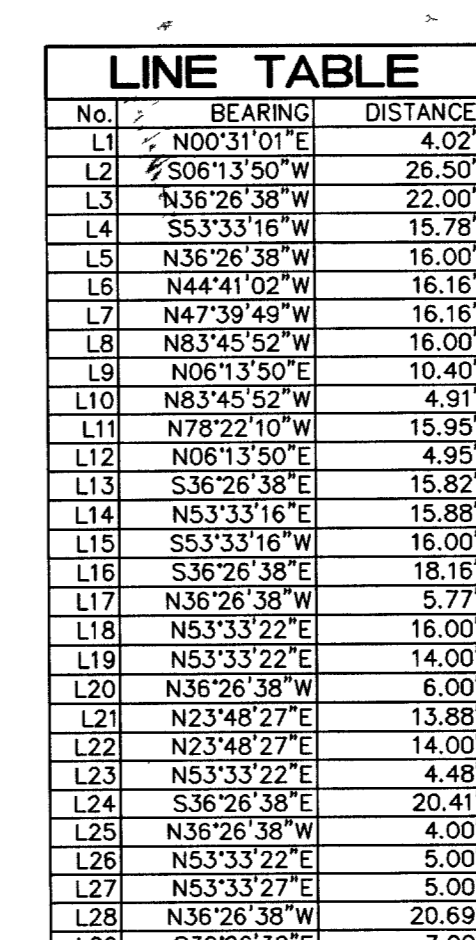 LINE TABLE
No. BEARING DISTANCE
L1 N00°31'01"E 4.02'
L2 S06°13'50"W 26.50'
L3 N36°26'38"W 22.00'
L4 S53°33'16"W 15.78'
L5 N36°26'38"W 16.00'
L6 N44°41'02"W 16.16'
L7 N47°39'49"W 16.16'
L8 N83°45'52"W 16.00'
L9 N06°13'50"E 10.40'
L10 N83°45'52"W 4.91'
L11 N78°22'10"W 15.95'
L12 N06°13'50"E 4.95'
L13 S36°26'38"E 15.82'
L14 N53°33'16"E 15.88'
L15 S53°33'16"W 16.00'
L16 S36°26'38"E 18.16'
L17 N36°26'38"W 5.77'
L18 N53°33'22"E 16.00'
L19 N53°33'22"E 14.00'
L20 N36°26'38"W 6.00'
L21 N23°48'27"E 13.88'
L22 N23°48'27"E 14.00'
L23 N53°33'22"E 4.48
L24 S36°26'38"E 20.41
L25 N36°26'38"W 4.00
L26 N53°33'22"E 5.00
L27 N53°33'27"E 5.00
L28 N36°26'38"W 20.69